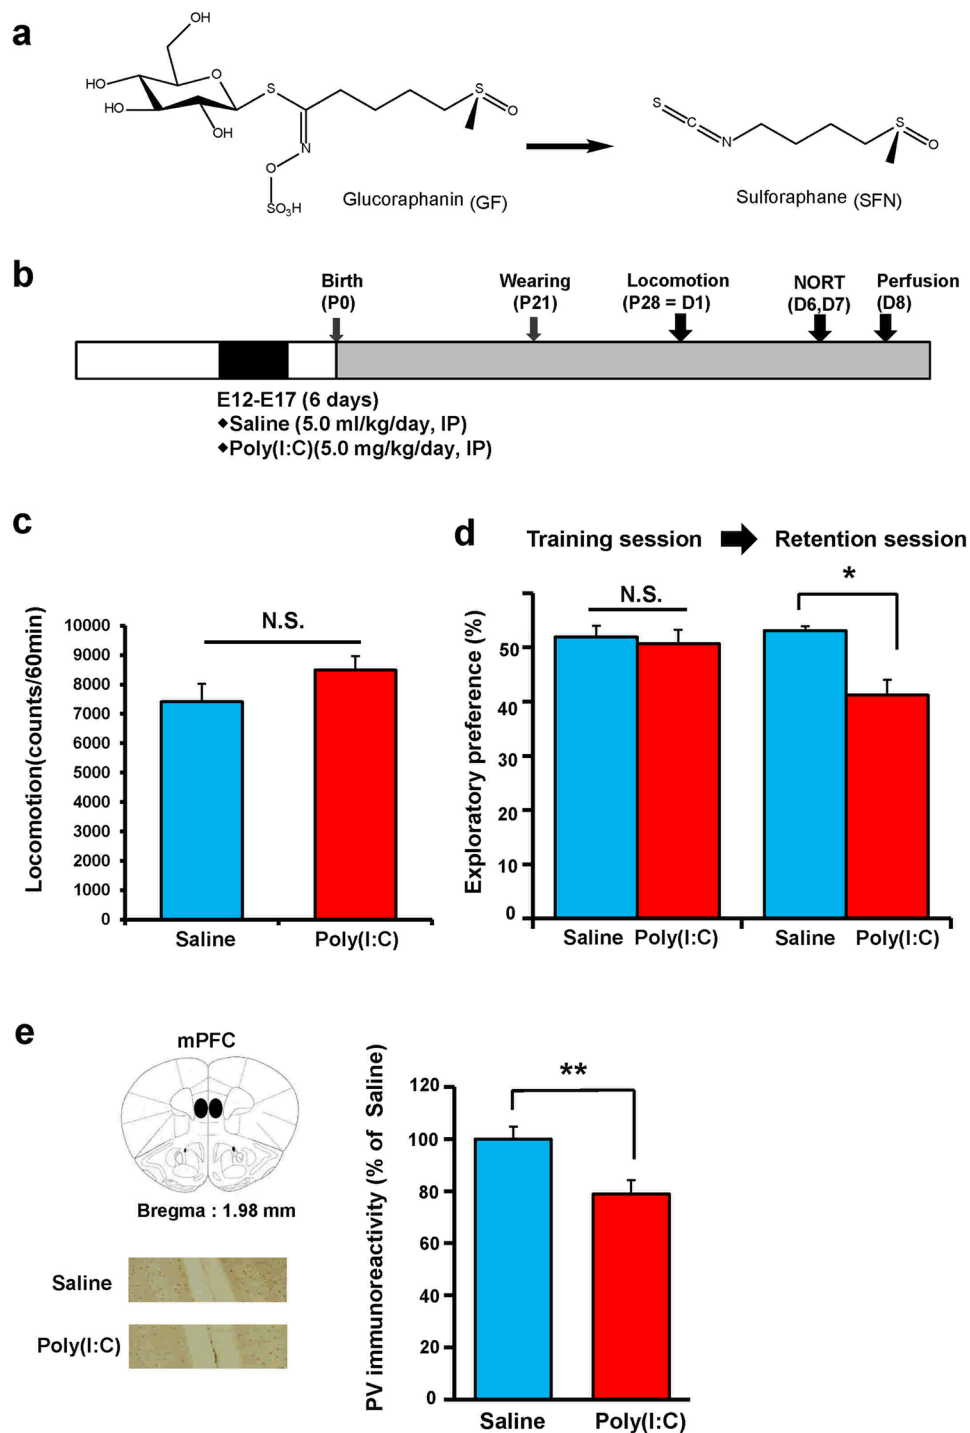 a
OH
HO
O
S
HO
HO
OH
N
O
SO3H
S
O
Glucoraphanin (GF)
S
C
N
S
O
Sulforaphane (SFN)
b
Birth
(P0)
Wearing
(P21)
Locomotion
(P28 = D1)
NORT
(D6,D7)
Perfusion
(D8)
E12-E17 (6 days)
◆Saline (5.0 ml/kg/day, IP)
◆Poly(I:C)(5.0 mg/kg/day, IP)
c
Locomotion(counts/60min)
10000
9000
8000
7000
6000
5000
4000
3000
2000
1000
0
N.S.
Saline
Poly(I:C)
d
Training session
Retention session
Exploratory preference (%)
50
40
30
20
10
0
N.S.
*
Saline
Poly(I:C)
Saline
Poly(I:C)
e
mPFC
Bregma : 1.98 mm
Saline
Poly(I:C)
PV immunoreactivity (% of Saline)
120
100
80
60
40
20
0
**
Saline
Poly(I:C)